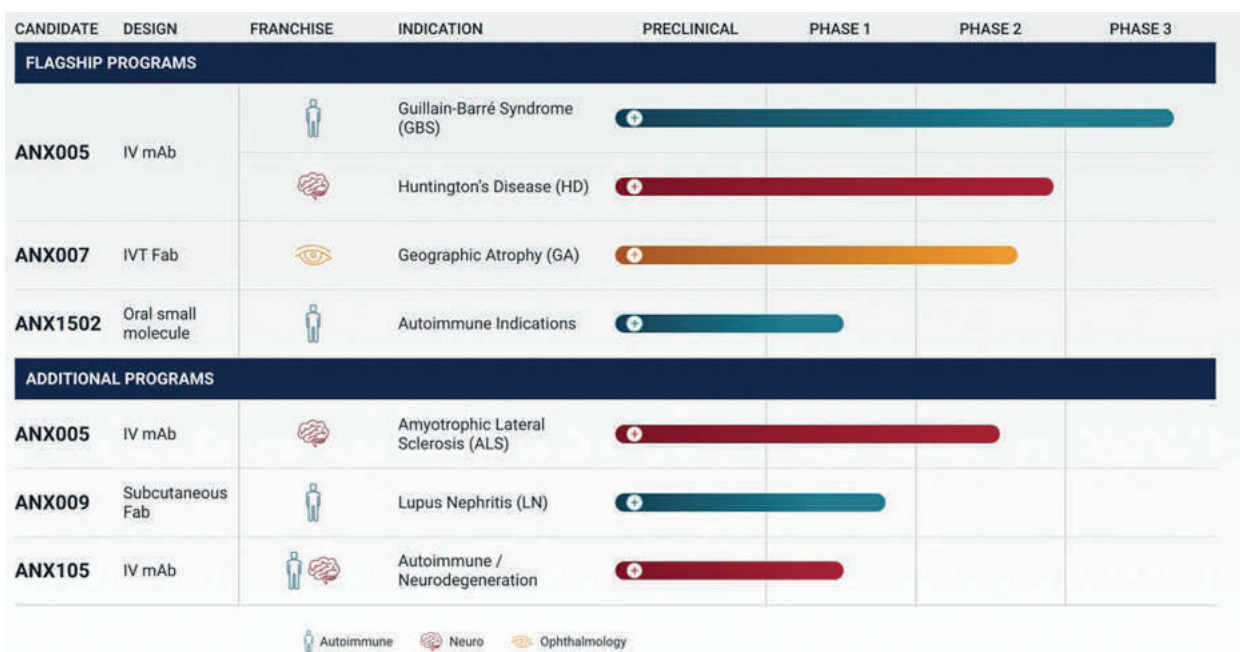 CANDIDATE DESIGN FRANCHISE INDICATION PRECLINICAL PHASE 1 PHASE 2 PHASE 3
FLAGSHIP PROGRAMS
ANX005 IV mAb
Guillain-Barré Syndrome
(GBS)
Huntington's Disease (HD)
ANX007 IVT Fab Geographic Atrophy (GA)
ANX1502 Oral small
molecule
Autoimmune Indications
ADDITIONAL PROGRAMS
ANX005 IV mAb
Amyotrophic Lateral
Sclerosis (ALS)
ANX009 Subcutaneous
Fab
Lupus Nephritis (LN)
ANX105 IV mAb
Autoimmune /
Neurodegeneration
Autoimmune Neuro Ophthalmology